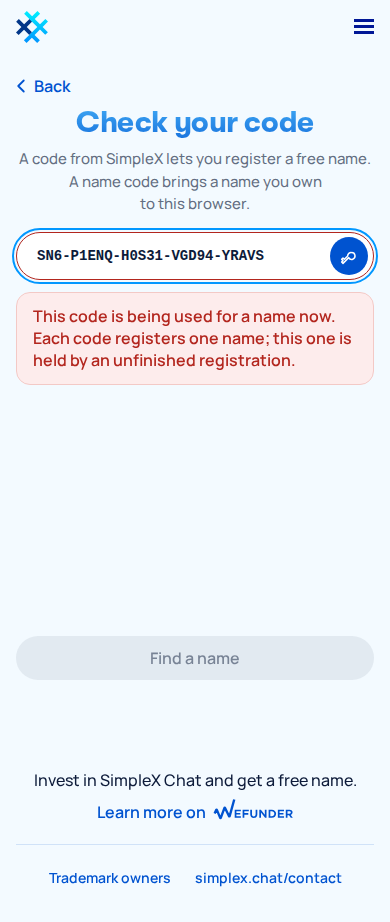 Back
Check your code
A code from SimpleX lets you register a free name.
A name code brings a name you own
to this browser.
SN6-P1ENQ-H0S31-VGD94-YRAVS
This code is being used for a name now.
Each code registers one name; this one is
held by an unfinished registration.
Find a name
Invest in SimpleX Chat and get a free name.
Learn more on WEFUNDER
Trademark owners simplex.chat/contact